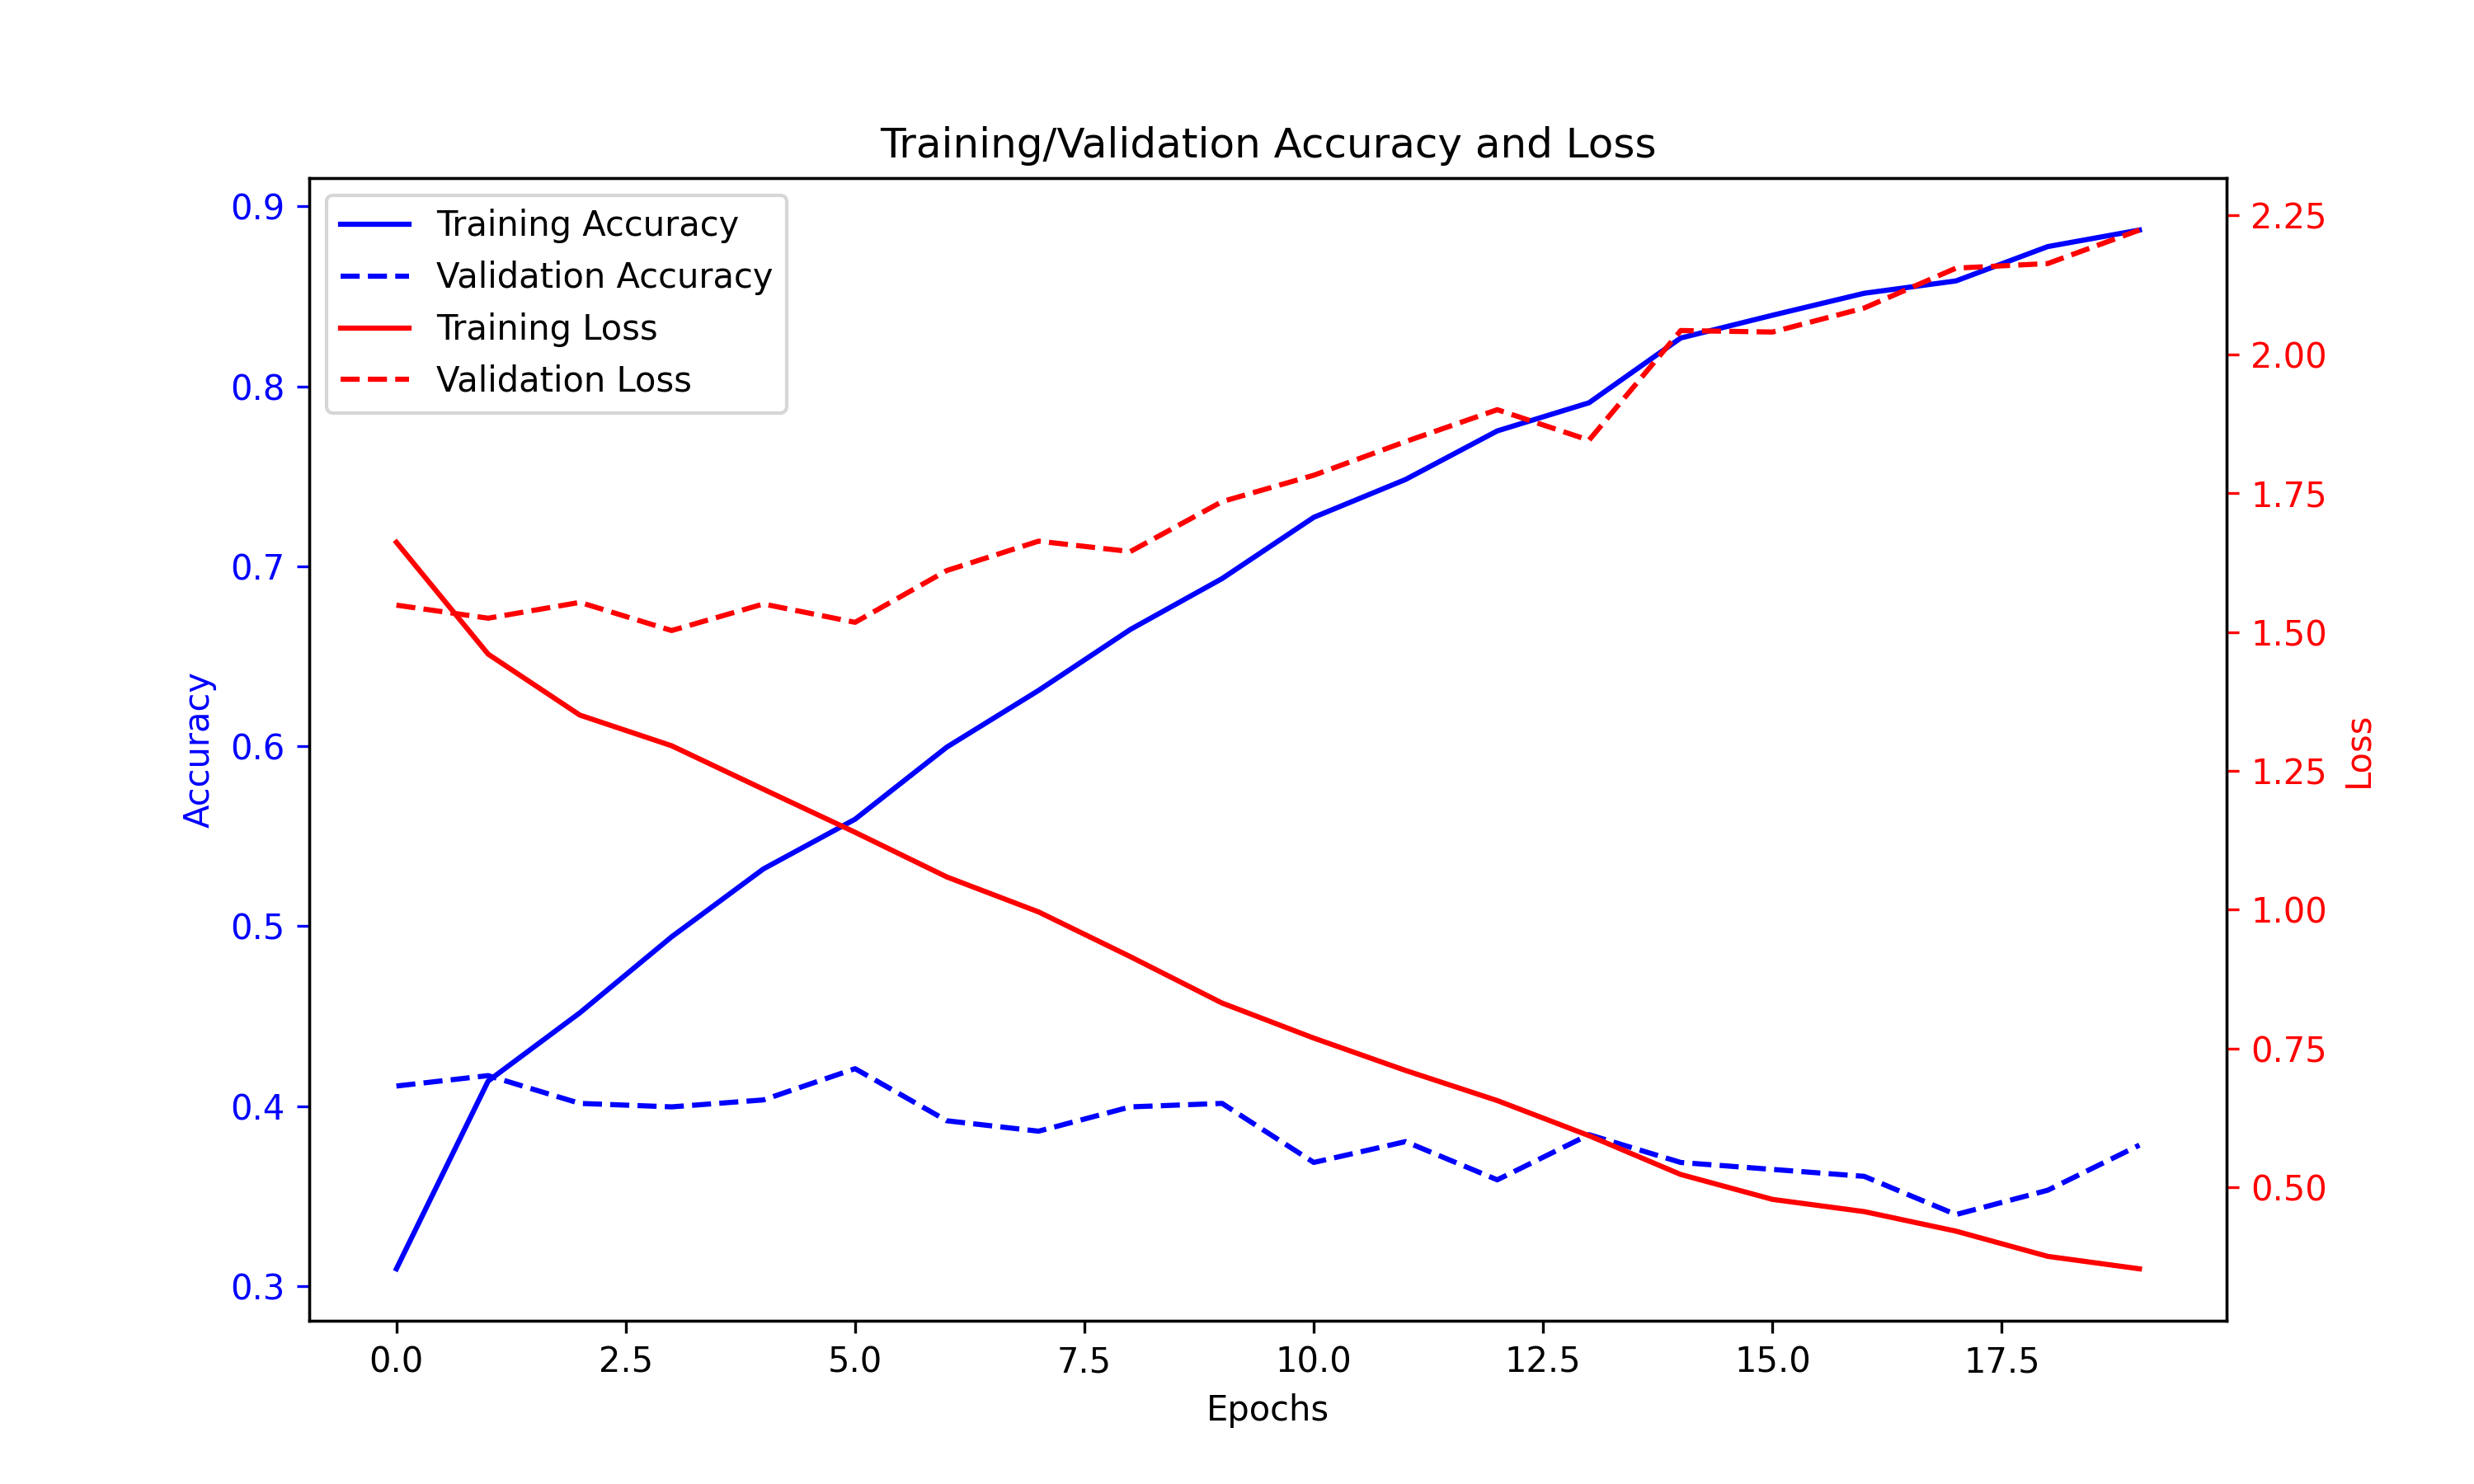 Training/Validation Accuracy and Loss
Training Accuracy
Validation Accuracy
Training Loss
Validation Loss
Accuracy
0.9
0.8
0.7
0.6
0.5
0.4
0.3
2.25
2.00
1.75
1.50
1.25
1.00
0.75
0.50
Loss
0.0 2.5 5.0 7.5 10.0 12.5 15.0 17.5
Epochs